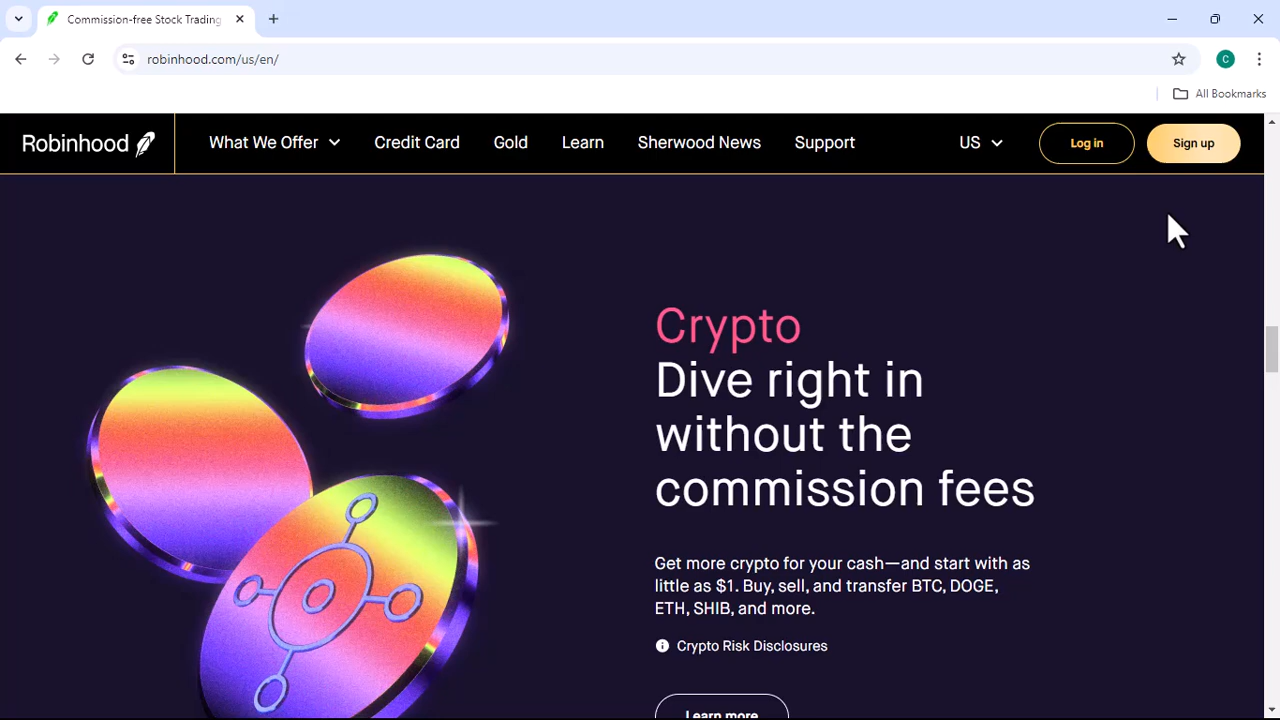 Commission-free Stock Trading
robinhood.com/us/en/
C
All Bookmarks
Robinhood
What We Offer
Credit Card
Gold
Learn
Sherwood News
Support
US
Log in
Sign up
Crypto
Dive right in
without the
commission fees
Get more crypto for your cash—and start with as
little as $1. Buy, sell, and transfer BTC, DOGE,
ETH, SHIB, and more.
Crypto Risk Disclosures
Learn more